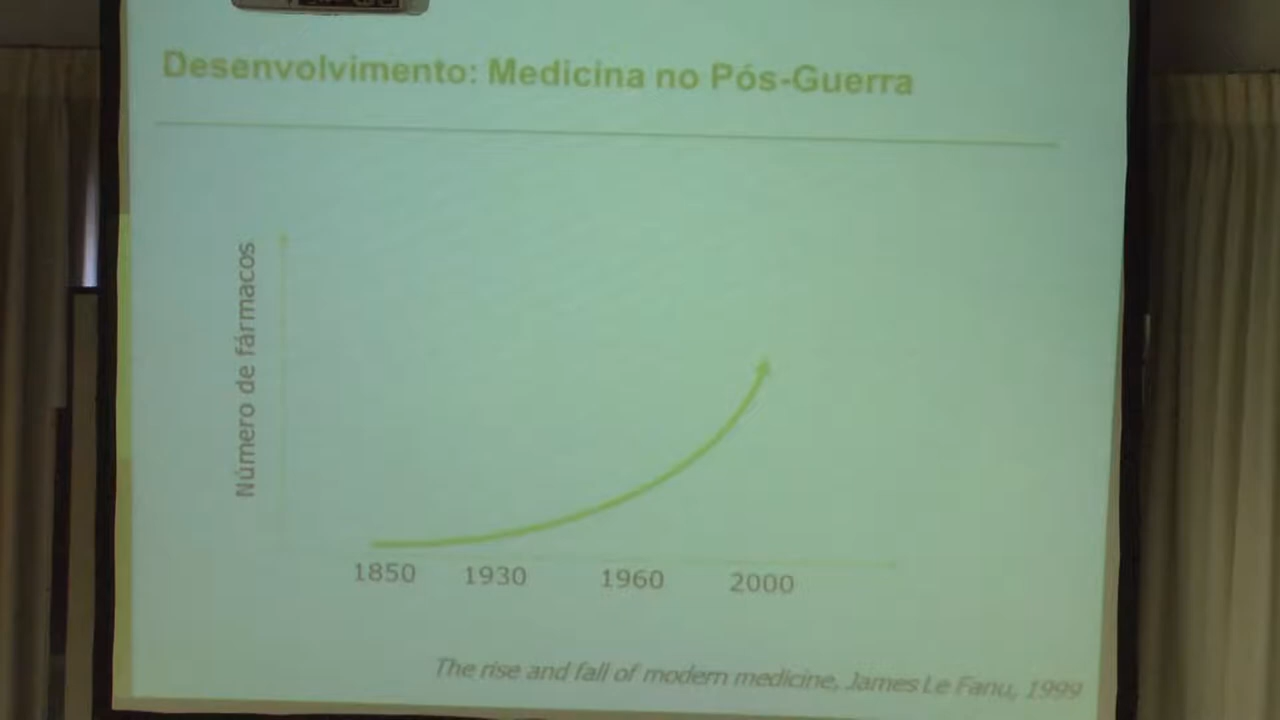 Desenvolvimento: Medicina no Pós-Guerra
Número de fármacos
1850 1930 1960 2000
The rise and fall of modern medicine, James Le Fanu, 1999